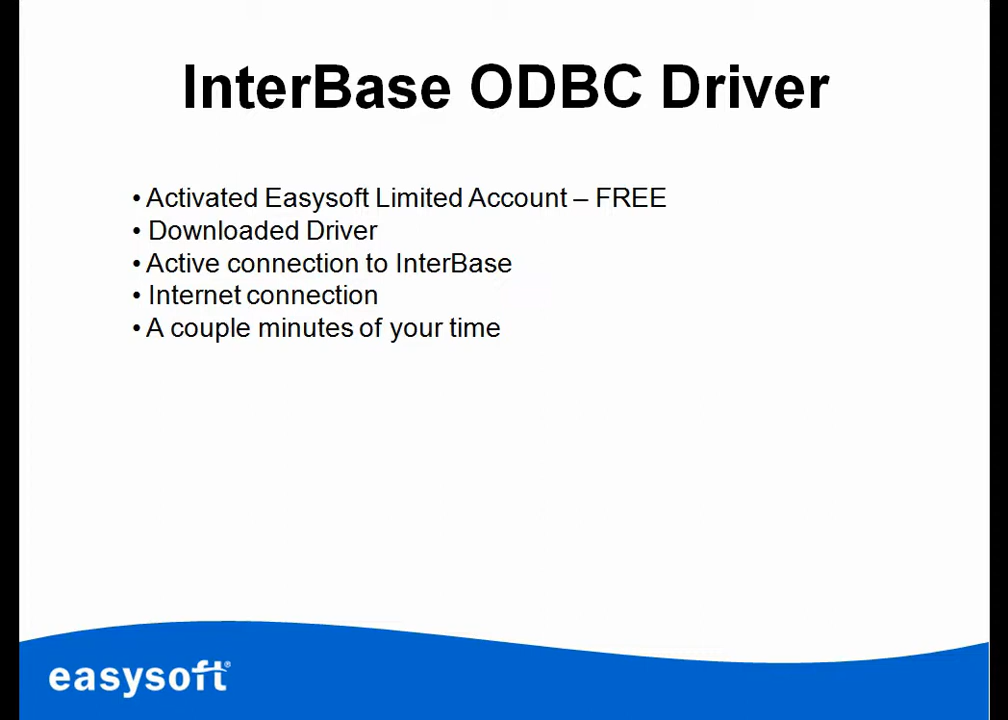 InterBase ODBC Driver
• Activated Easysoft Limited Account – FREE
• Downloaded Driver
• Active connection to InterBase
• Internet connection
• A couple minutes of your time
easysoft®